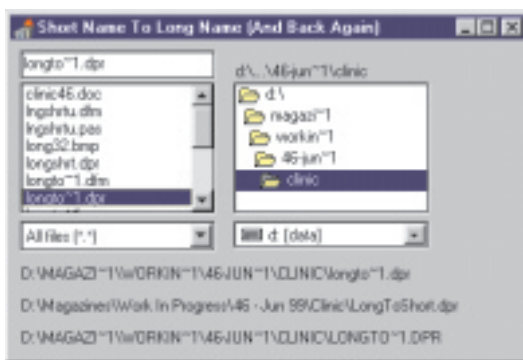 Short Name To Long Name (And Back Again)
longto~1.dpr
d:\...\46-jun~1\clinic
clinic46.doc
lngshrtu.dfm
lngshrtu.pas
long32.bmp
longshrt.dpr
longto~1.dfm
longto~1.dpr
d:\
magazi~1
workin~1
46-jun~1
clinic
All files (*.*)
d: [data]
D:\MAGAZI~1\WORKIN~1\46-JUN~1\CLINIC\longto~1.dpr
D:\Magazines\Work In Progress\46 - Jun 99\Clinic\LongToShort.dpr
D:\MAGAZI~1\WORKIN~1\46-JUN~1\CLINIC\LONGTO~1.DPR